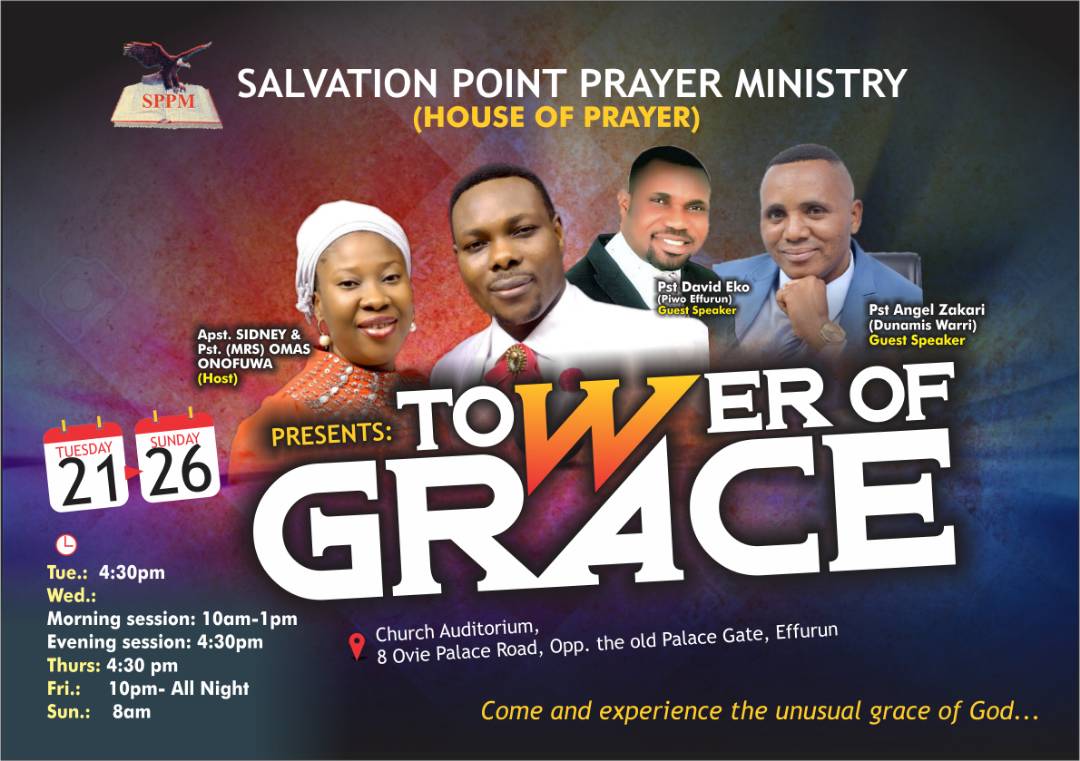 SPPM
SALVATION POINT PRAYER MINISTRY
(HOUSE OF PRAYER)
Apst. SIDNEY &
Pst. (MRS) OMAS
ONOFUWA
(Host)
Pst David Eko
(Piwo Effurun)
Guest Speaker
Pst Angel Zakari
(Dunamis Warri)
Guest Speaker
PRESENTS:
TOWER OF
GRACE
TUESDAY
21
SUNDAY
26
Tue.: 4:30pm
Wed.:
Morning session: 10am-1pm
Evening session: 4:30pm
Thurs: 4:30 pm
Fri.: 10pm- All Night
Sun.: 8am
Church Auditorium,
8 Ovie Palace Road, Opp. the old Palace Gate, Effurun
Come and experience the unusual grace of God...